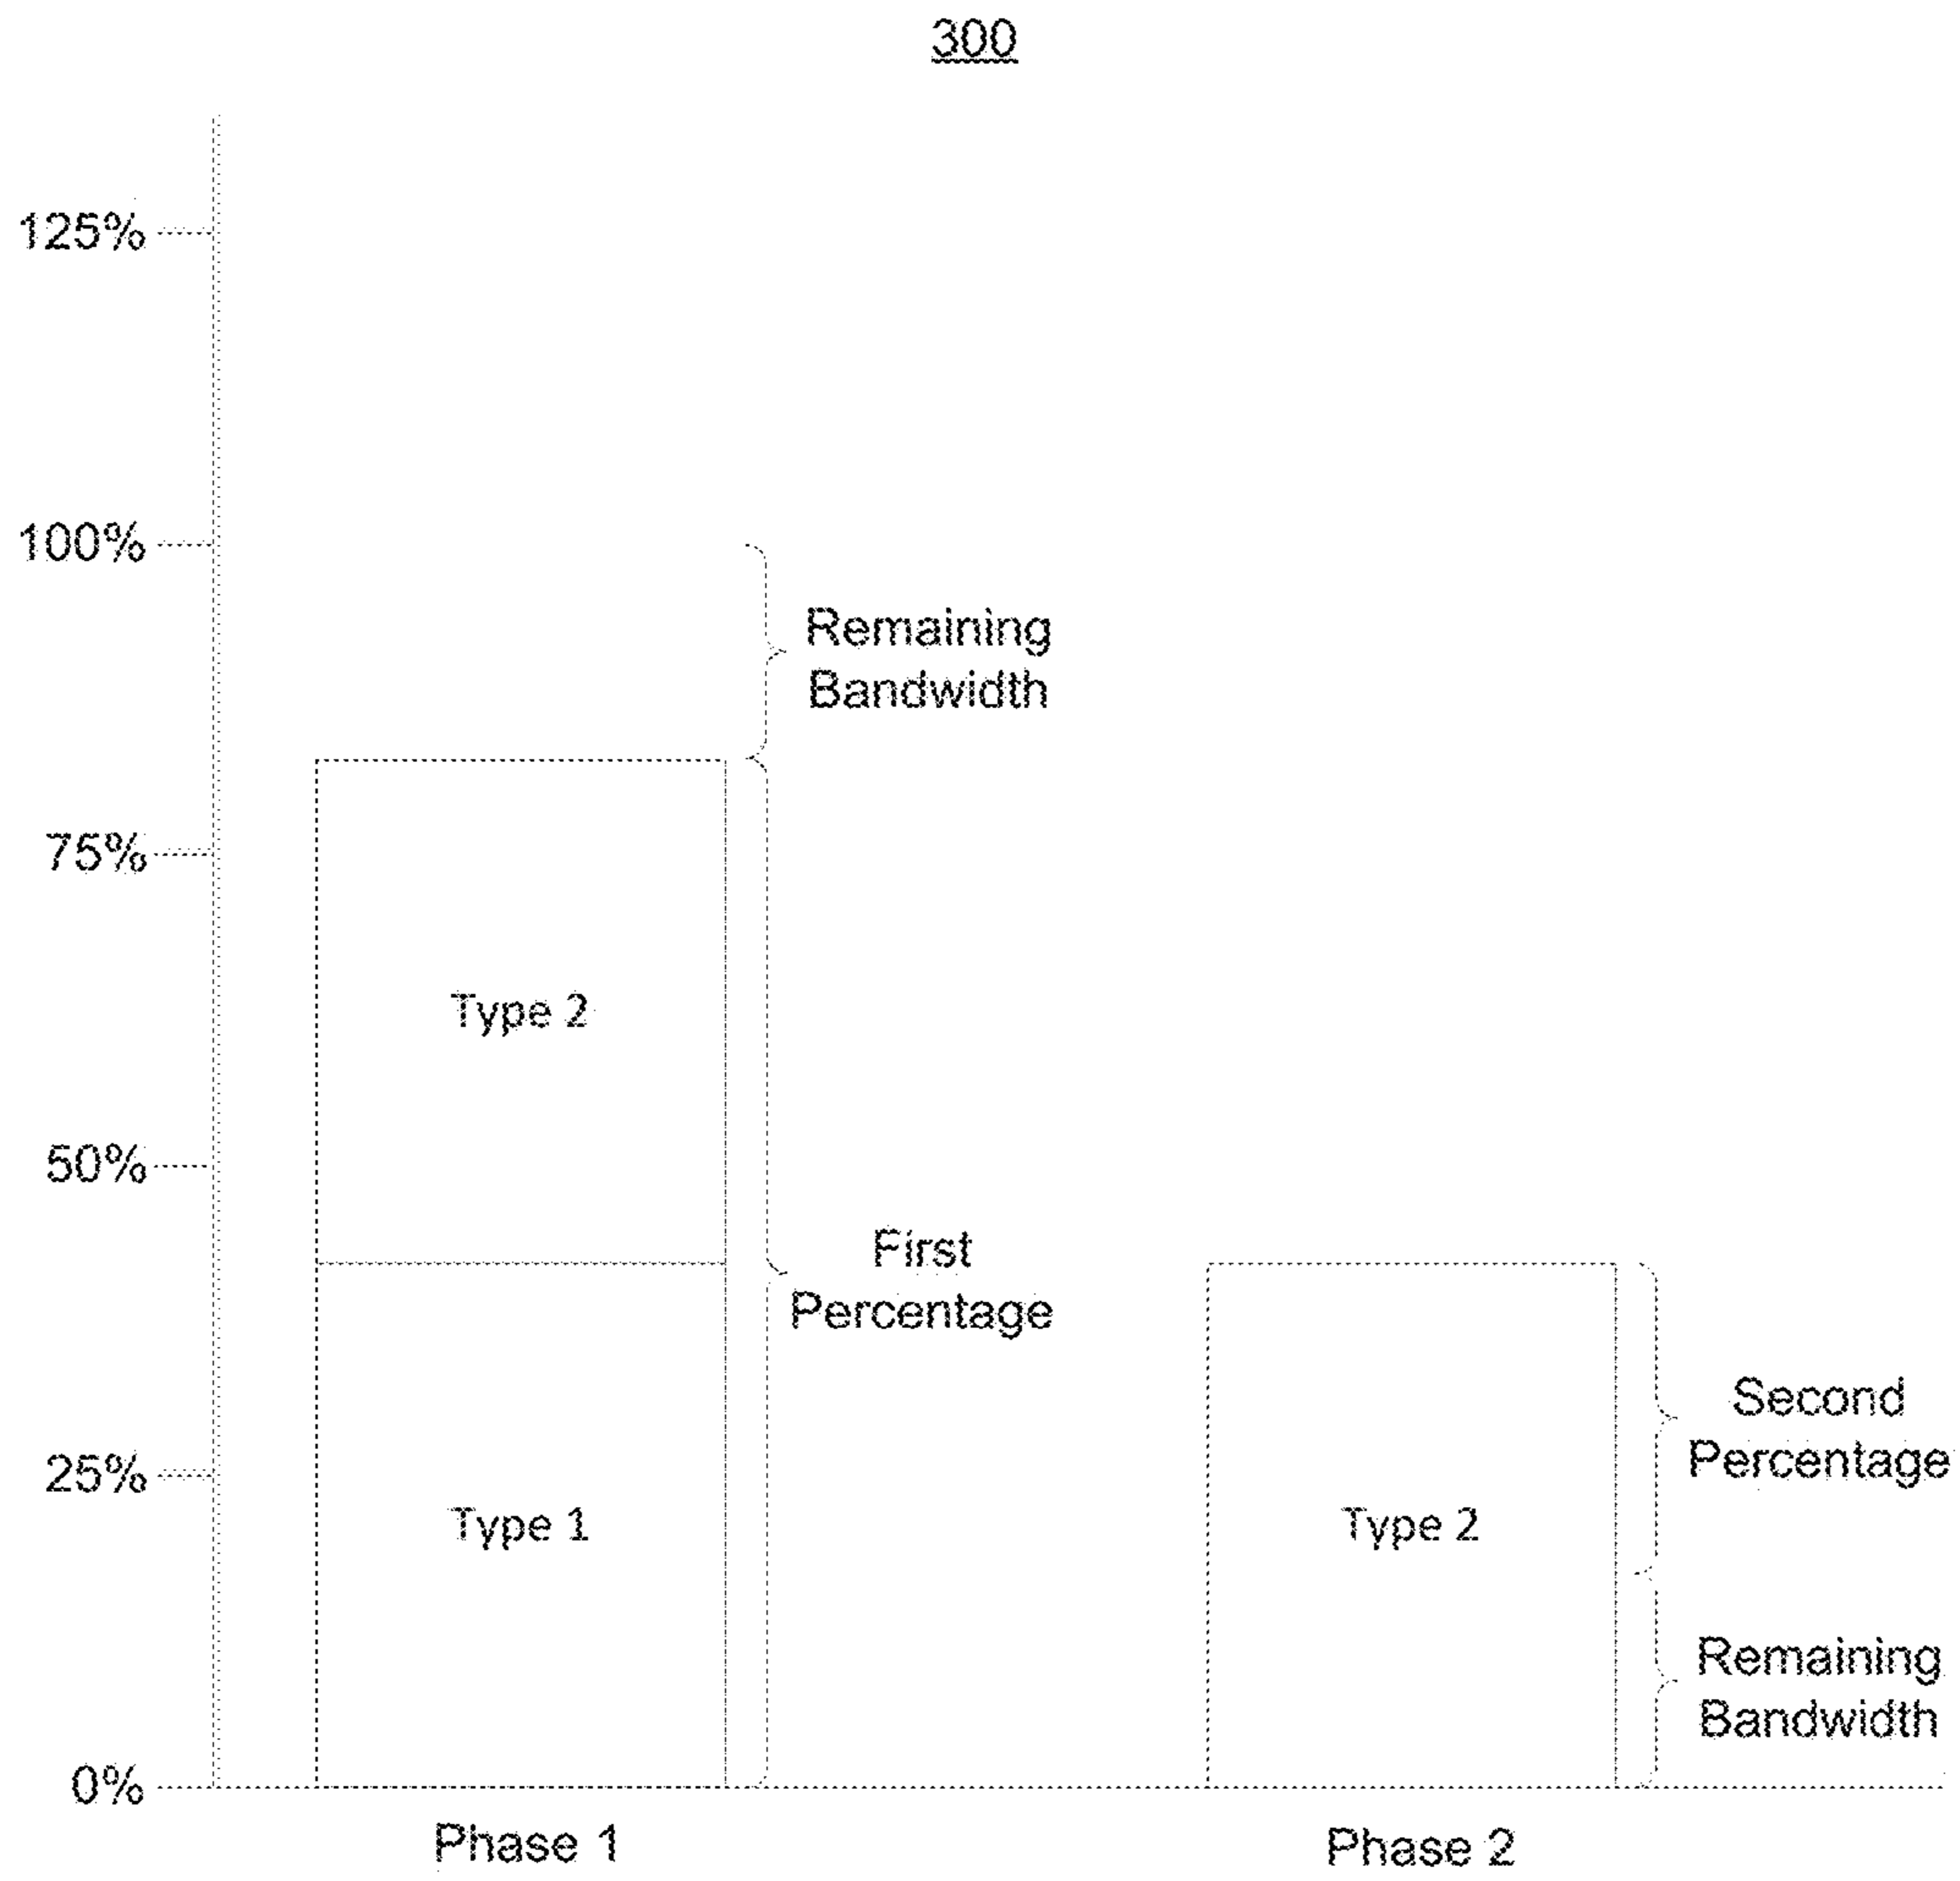 300
125%
100%
Remaining
Bandwidth
75%
Type 2
50%
First
Percentage
Second
Percentage
25%
Type 1
Type 2
Remaining
Bandwidth
0%
Phase 1
Phase 2